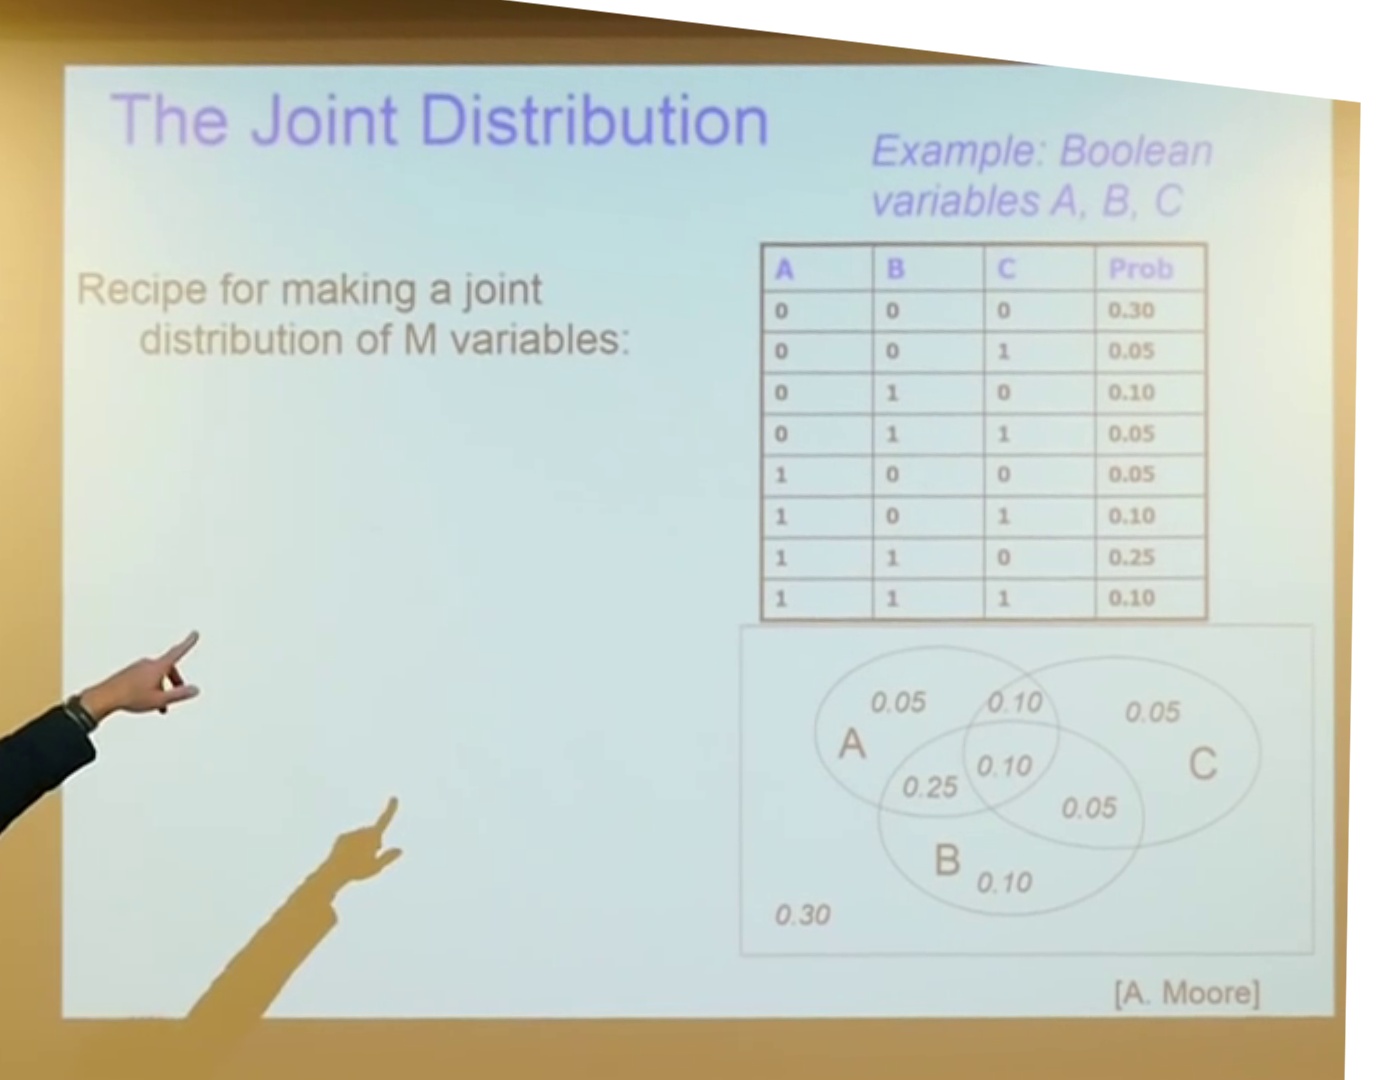 The Joint Distribution
Example: Boolean
variables A, B, C
Recipe for making a joint
distribution of M variables:
A B C Prob
0 0 0 0.30
0 0 1 0.05
0 1 0 0.10
0 1 1 0.05
1 0 0 0.05
1 0 1 0.10
1 1 0 0.25
1 1 1 0.10
0.05 0.10 0.05
A C
0.25 0.10 0.05
B 0.10
0.30
[A. Moore]